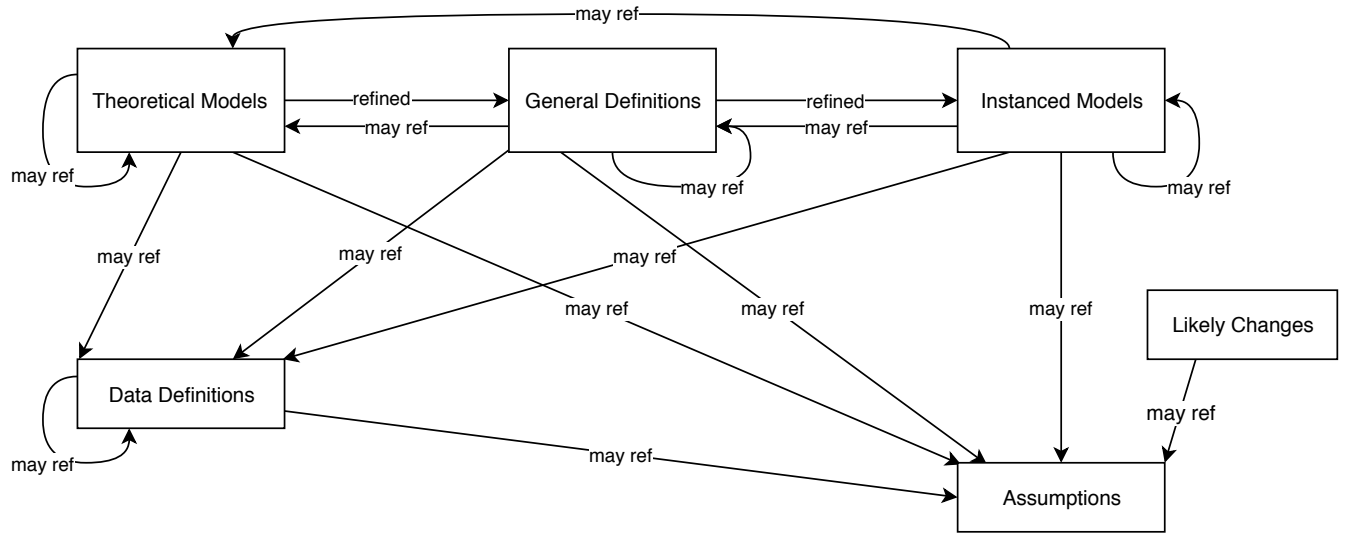 may ref
Theoretical Models
refined
General Definitions
refined
Instanced Models
may ref
may ref
may ref
may ref
may ref
may ref
may ref
may ref
may ref
may ref
may ref
may ref
Likely Changes
Data Definitions
may ref
may ref
may ref
Assumptions